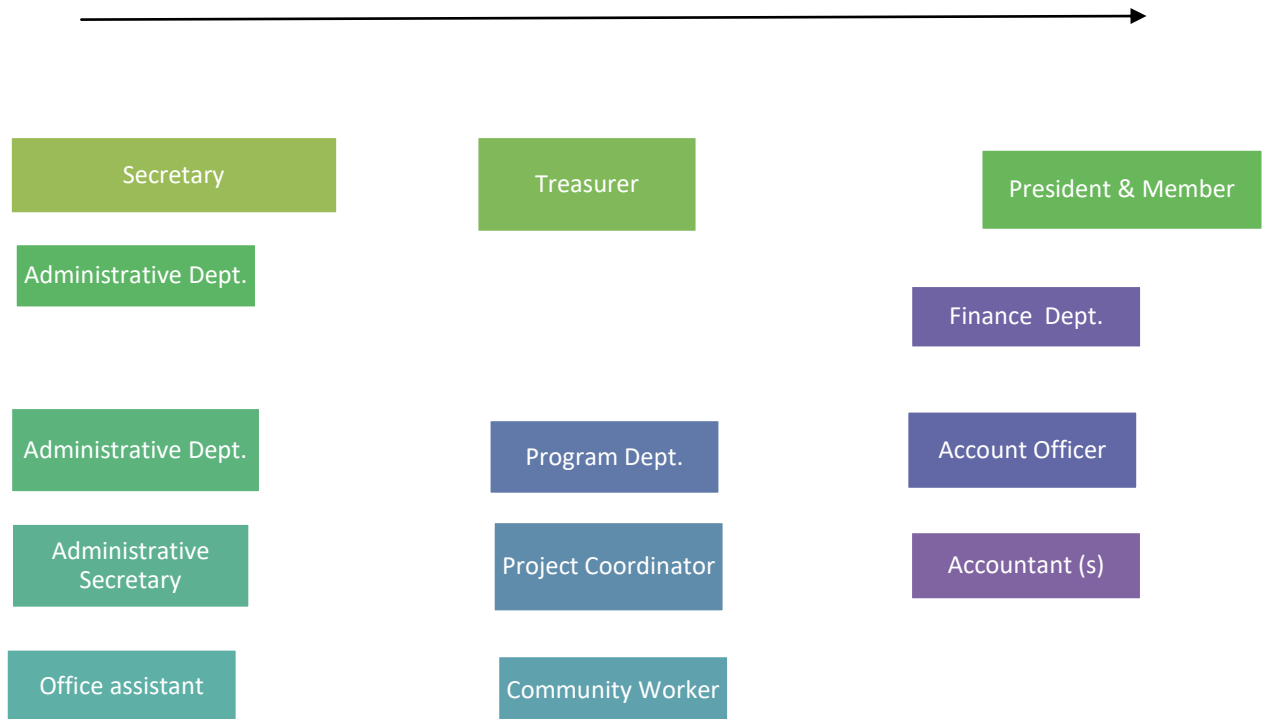 Secretary
Treasurer
President & Member
Administrative Dept.
Finance Dept.
Administrative Dept.
Program Dept.
Account Officer
Administrative
Secretary
Project Coordinator
Accountant (s)
Office assistant
Community Worker